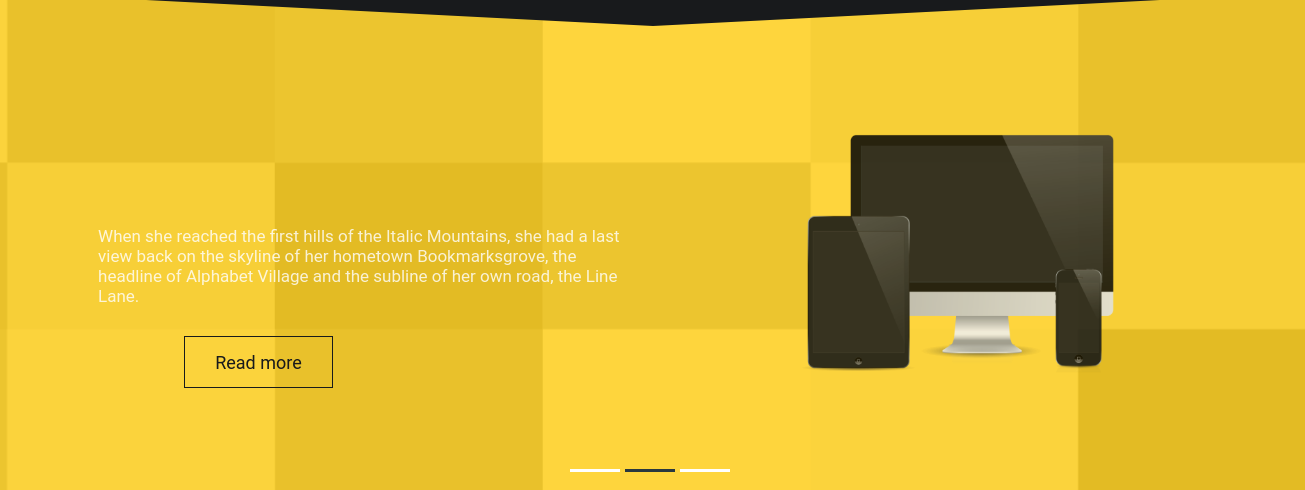 When she reached the first hills of the Italic Mountains, she had a last
view back on the skyline of her hometown Bookmarksgrove, the
headline of Alphabet Village and the subline of her own road, the Line
Lane.
Read more